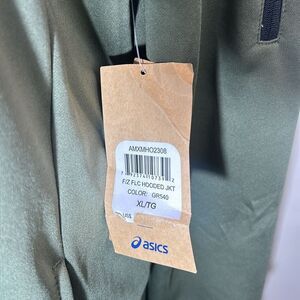 AMXMHO2308
F/Z FLC HOODED JKT
COLOR: GR540
XL/TG
asics